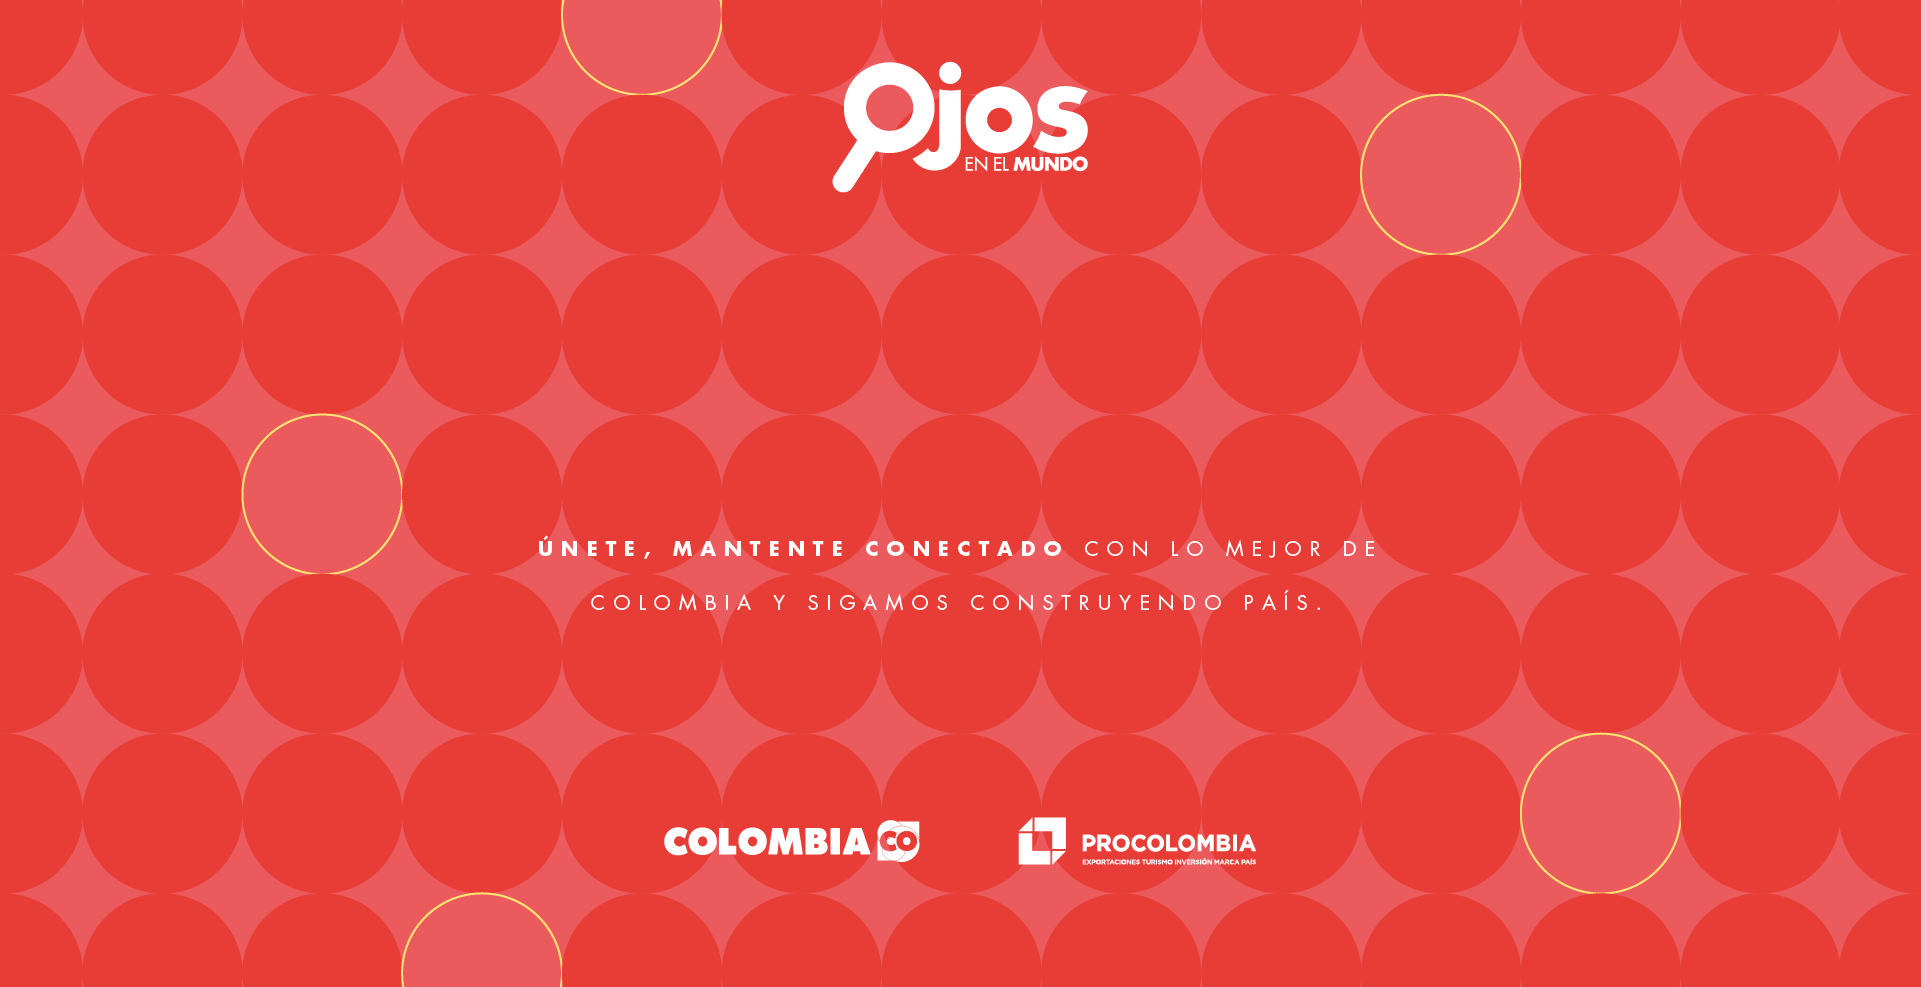 Ojos
EN EL MUNDO
ÚNETE, MANTENTE CONECTADO CON LO MEJOR DE
COLOMBIA Y SIGAMOS CONSTRUYENDO PAÍS.
COLOMBIA CO
PROCOLOMBIA
EXPORTACIONES TURISMO INVERSIÓN MARCA PAÍS